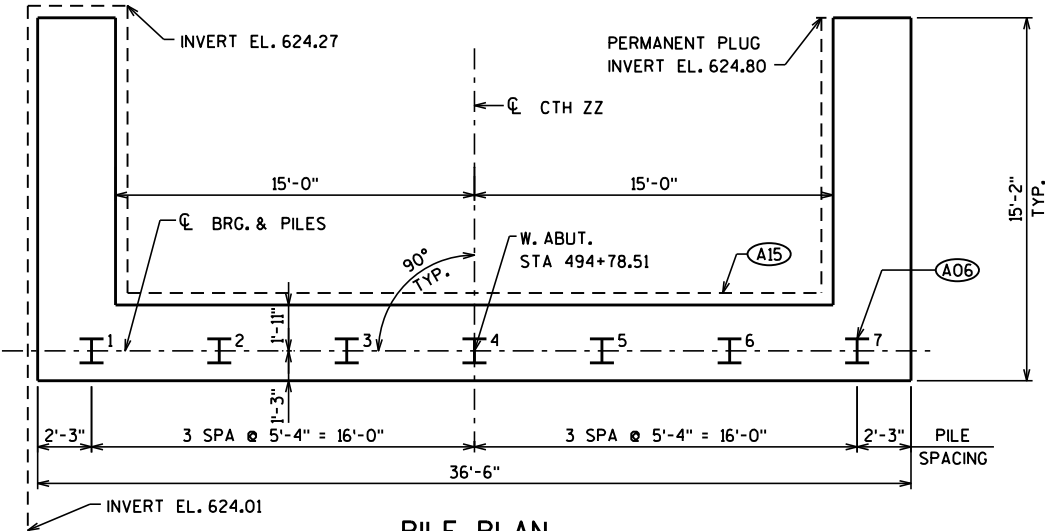 INVERT EL. 624.27
PERMANENT PLUG
INVERT EL. 624.80
℄ CTH ZZ
15'-0"
15'-0"
15'-2"
TYP.
℄ BRG. & PILES
W. ABUT.
STA 494+78.51
90°
TYP.
A15
A06
1'-11"
1
2
3
4
5
6
7
1'-3"
2'-3"
3 SPA @ 5'-4" = 16'-0"
3 SPA @ 5'-4" = 16'-0"
2'-3"
PILE
SPACING
36'-6"
INVERT EL. 624.01
PILE PLAN